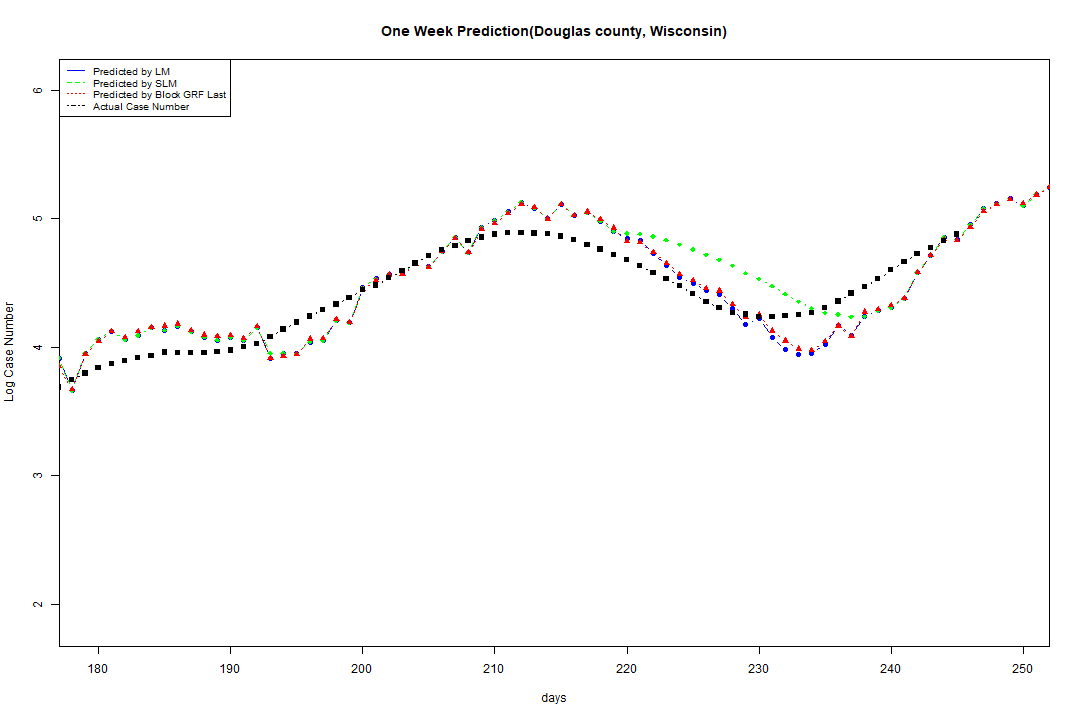 One Week Prediction(Douglas county, Wisconsin)
Predicted by LM
Predicted by SLM
Predicted by Block GRF Last
Actual Case Number
6
5
4
3
2
Log Case Number
180 190 200 210 220 230 240 250
days